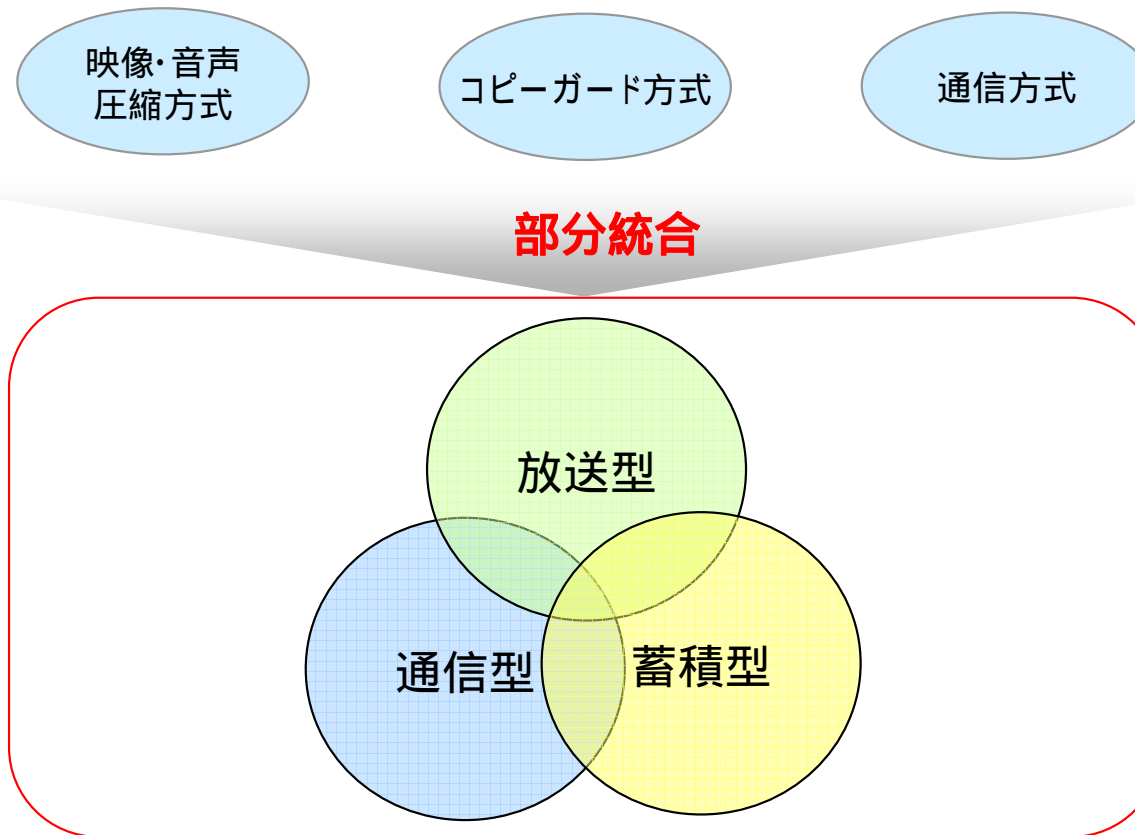 映像・音声
圧縮方式
コピーガード方式
通信方式
部分統合
放送型
通信型
蓄積型